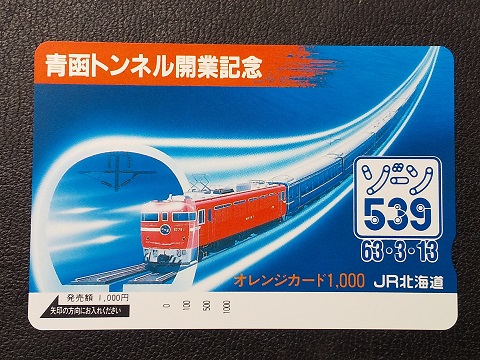 青函トンネル開業記念
ゾーン
539
63・3・13
オレンジカード1,000 JR北海道
発売額 1,000円
矢印の方向にお入れください
0 100 500 1000